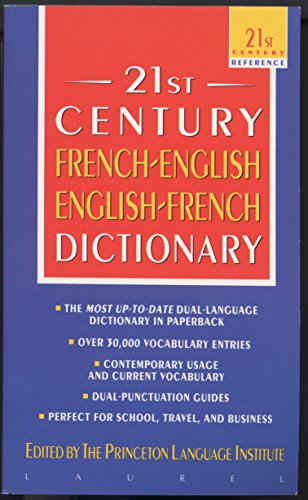 21ST
CENTURY
REFERENCE
21ST
CENTURY
FRENCH-ENGLISH
ENGLISH-FRENCH
DICTIONARY
▪ THE MOST UP-TO-DATE DUAL-LANGUAGE
DICTIONARY IN PAPERBACK
▪ OVER 30,000 VOCABULARY ENTRIES
▪ CONTEMPORARY USAGE
AND CURRENT VOCABULARY
▪ DUAL-PUNCTUATION GUIDES
▪ PERFECT FOR SCHOOL, TRAVEL, AND BUSINESS
EDITED BY THE PRINCETON LANGUAGE INSTITUTE
LAUREL